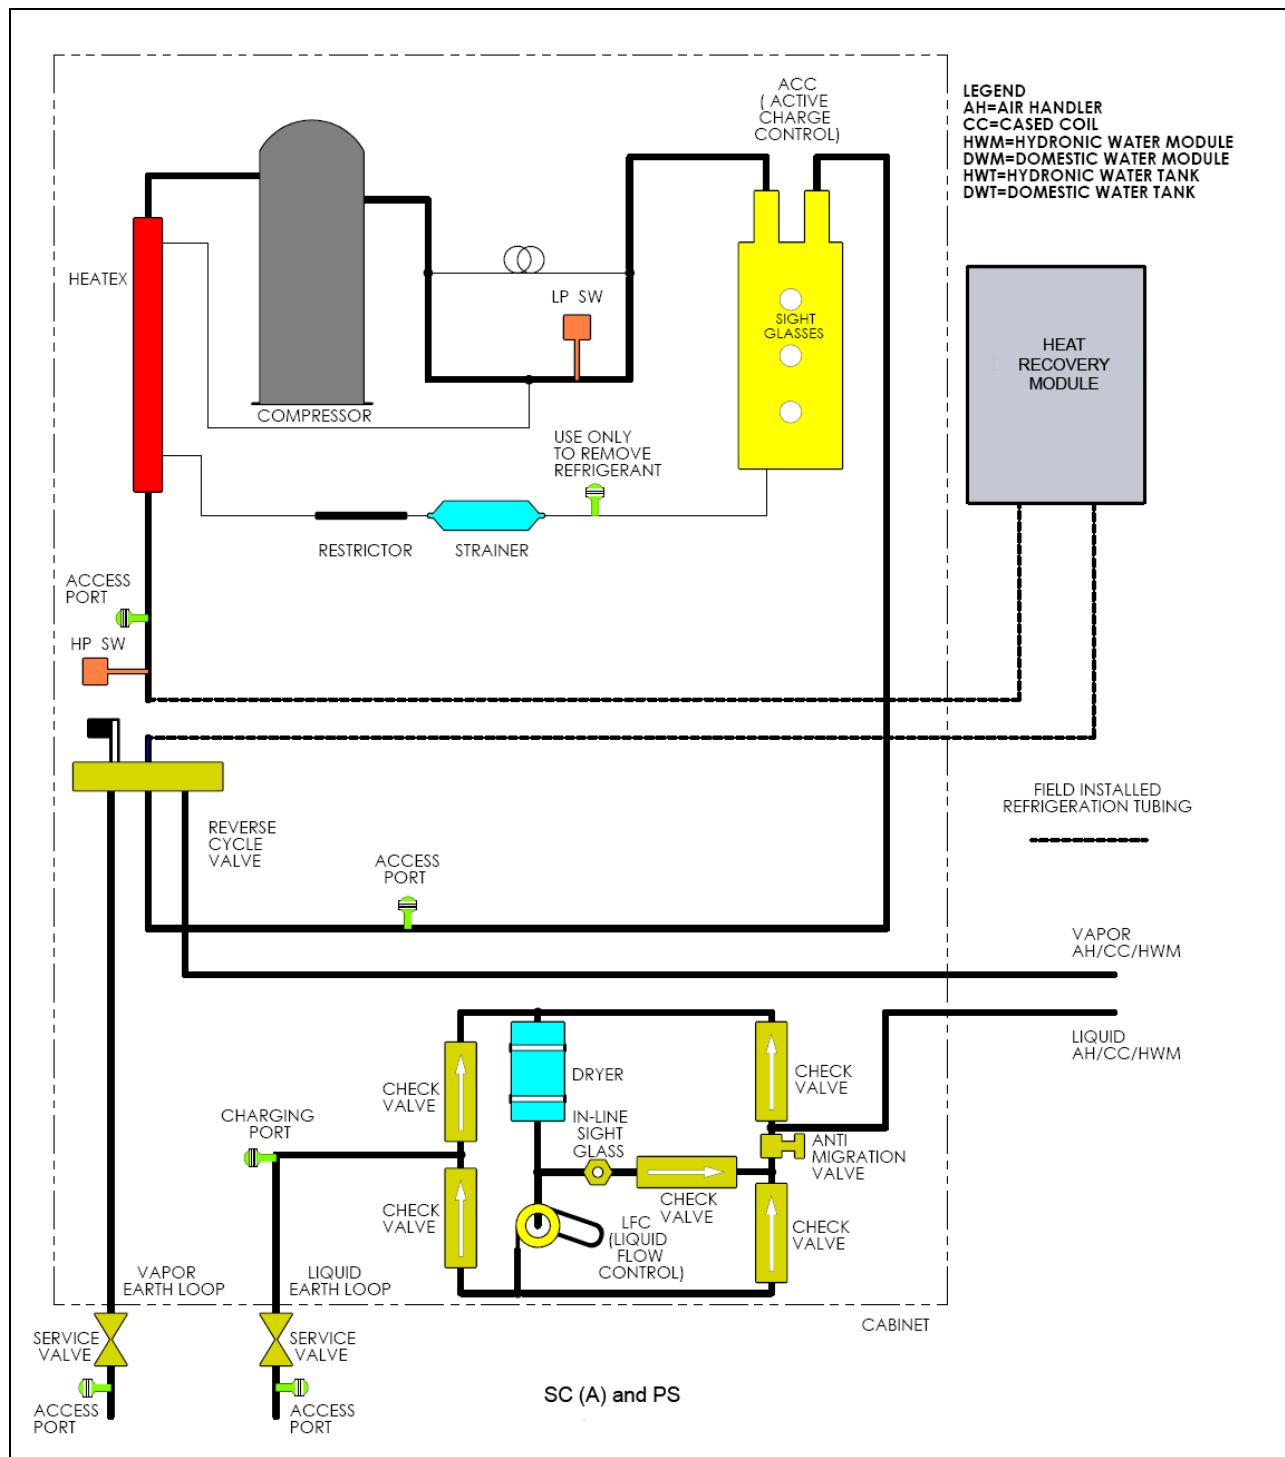 ACC
( ACTIVE
CHARGE
CONTROL)
LEGEND
AH=AIR HANDLER
CC=CASED COIL
HWM=HYDRONIC WATER MODULE
DWM=DOMESTIC WATER MODULE
HWT=HYDRONIC WATER TANK
DWT=DOMESTIC WATER TANK
HEATEX
LP SW
SIGHT
GLASSES
HEAT
RECOVERY
MODULE
COMPRESSOR
USE ONLY
TO REMOVE
REFRIGERANT
RESTRICTOR
STRAINER
ACCESS
PORT
HP SW
FIELD INSTALLED
REFRIGERATION TUBING
REVERSE
CYCLE
VALVE
ACCESS
PORT
VAPOR
AH/CC/HWM
LIQUID
AH/CC/HWM
DRYER
CHECK
VALVE
CHECK
VALVE
CHARGING
PORT
IN-LINE
SIGHT
GLASS
ANTI
MIGRATION
VALVE
CHECK
VALVE
CHECK
VALVE
LFC
(LIQUID
FLOW
CONTROL)
CHECK
VALVE
VAPOR
EARTH LOOP
LIQUID
EARTH LOOP
CABINET
SERVICE
VALVE
SERVICE
VALVE
SC (A) and PS
ACCESS
PORT
ACCESS
PORT